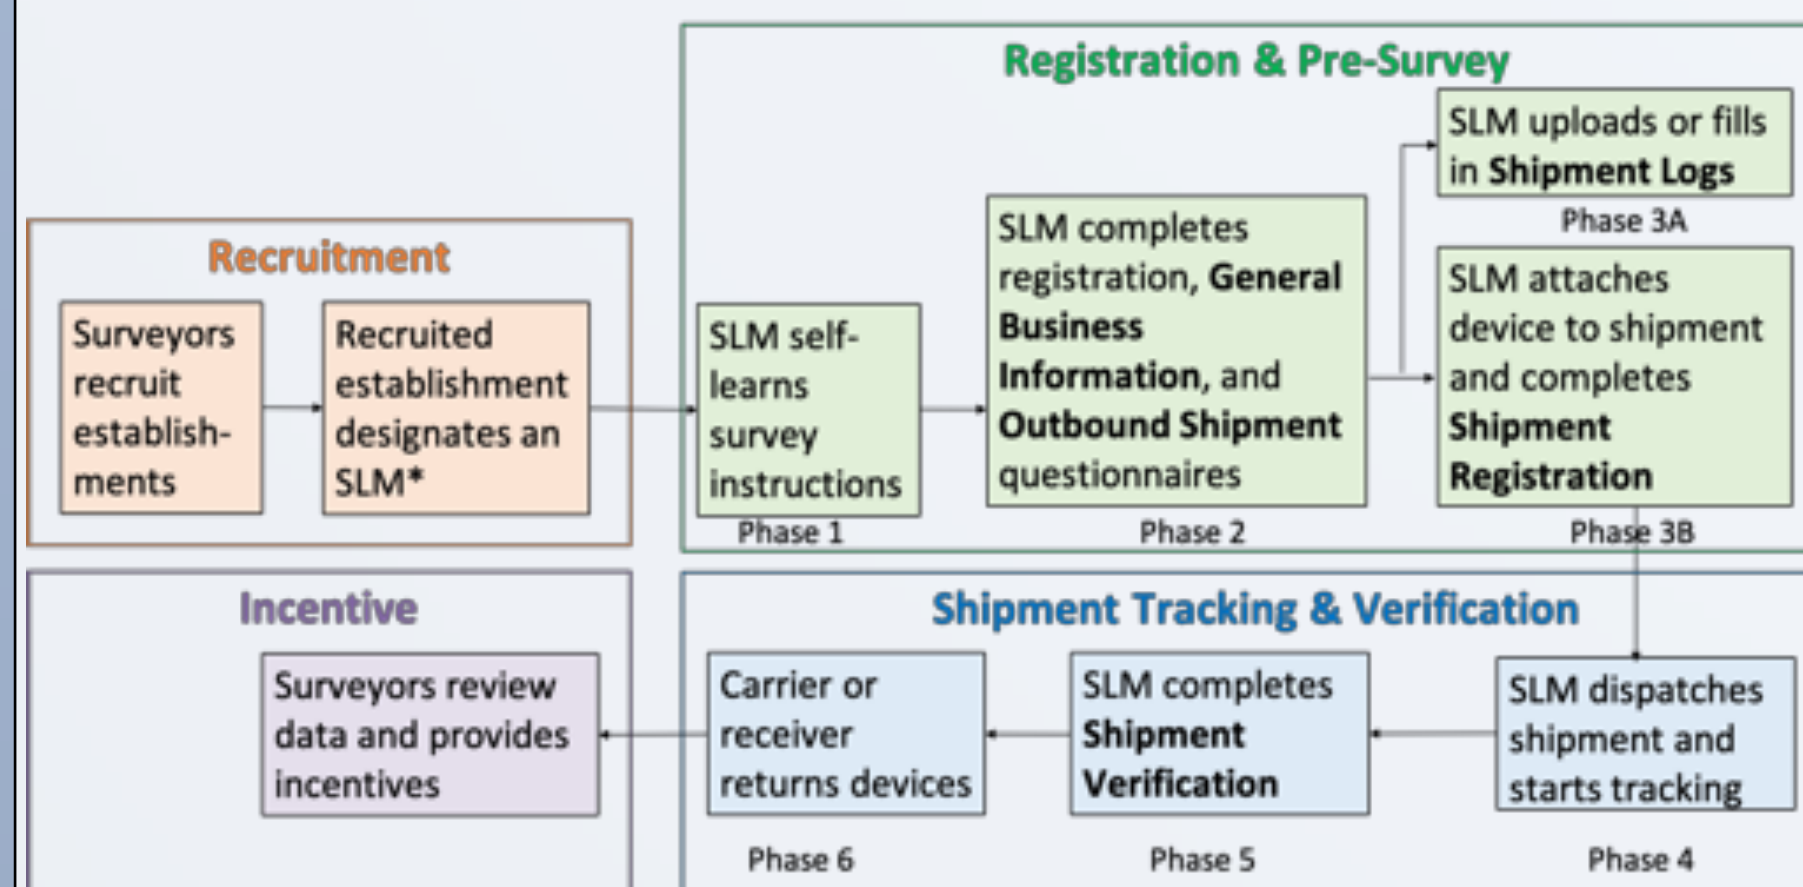 Registration & Pre-Survey
SLM uploads or fills
in Shipment Logs
Phase 3A
Recruitment
Surveyors
recruit
establish-
ments
Recruited
establishment
designates an
SLM*
SLM self-
learns
survey
instructions
Phase 1
SLM completes
registration, General
Business
Information, and
Outbound Shipment
questionnaires
Phase 2
SLM attaches
device to shipment
and completes
Shipment
Registration
Phase 3B
Incentive
Surveyors review
data and provides
incentives
Shipment Tracking & Verification
Carrier or
receiver
returns devices
Phase 6
SLM completes
Shipment
Verification
Phase 5
SLM dispatches
shipment and
starts tracking
Phase 4